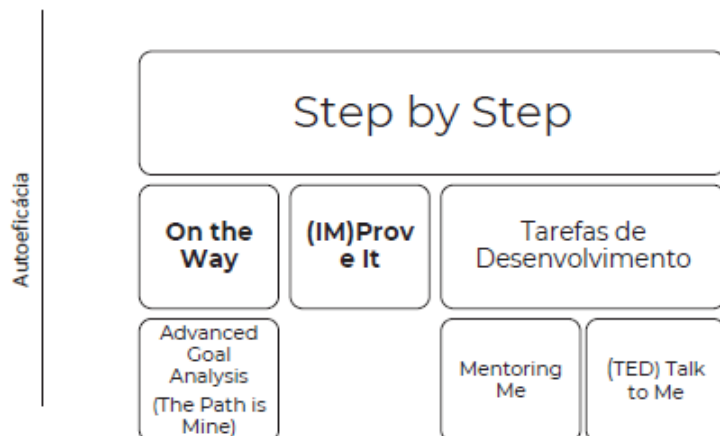 Autoeficácia
Step by Step
On the
Way
(IM)Prov
e It
Tarefas de
Desenvolvimento
Advanced
Goal
Analysis
(The Path is
Mine)
Mentoring
Me
(TED) Talk
to Me